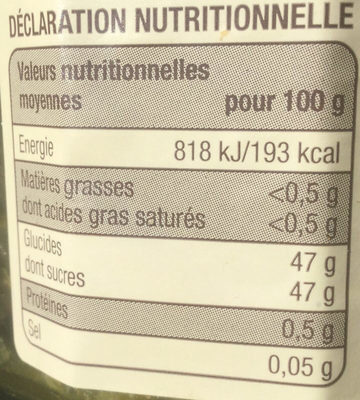 DÉCLARATION NUTRITIONNELLE
Valeurs nutritionnelles
moyennes pour 100 g
Energie 818 kJ/193 kcal
Matières grasses <0,5 g
dont acides gras saturés <0,5 g
Glucides 47 g
dont sucres 47 g
Protéines 0,5 g
Sel 0,05 g